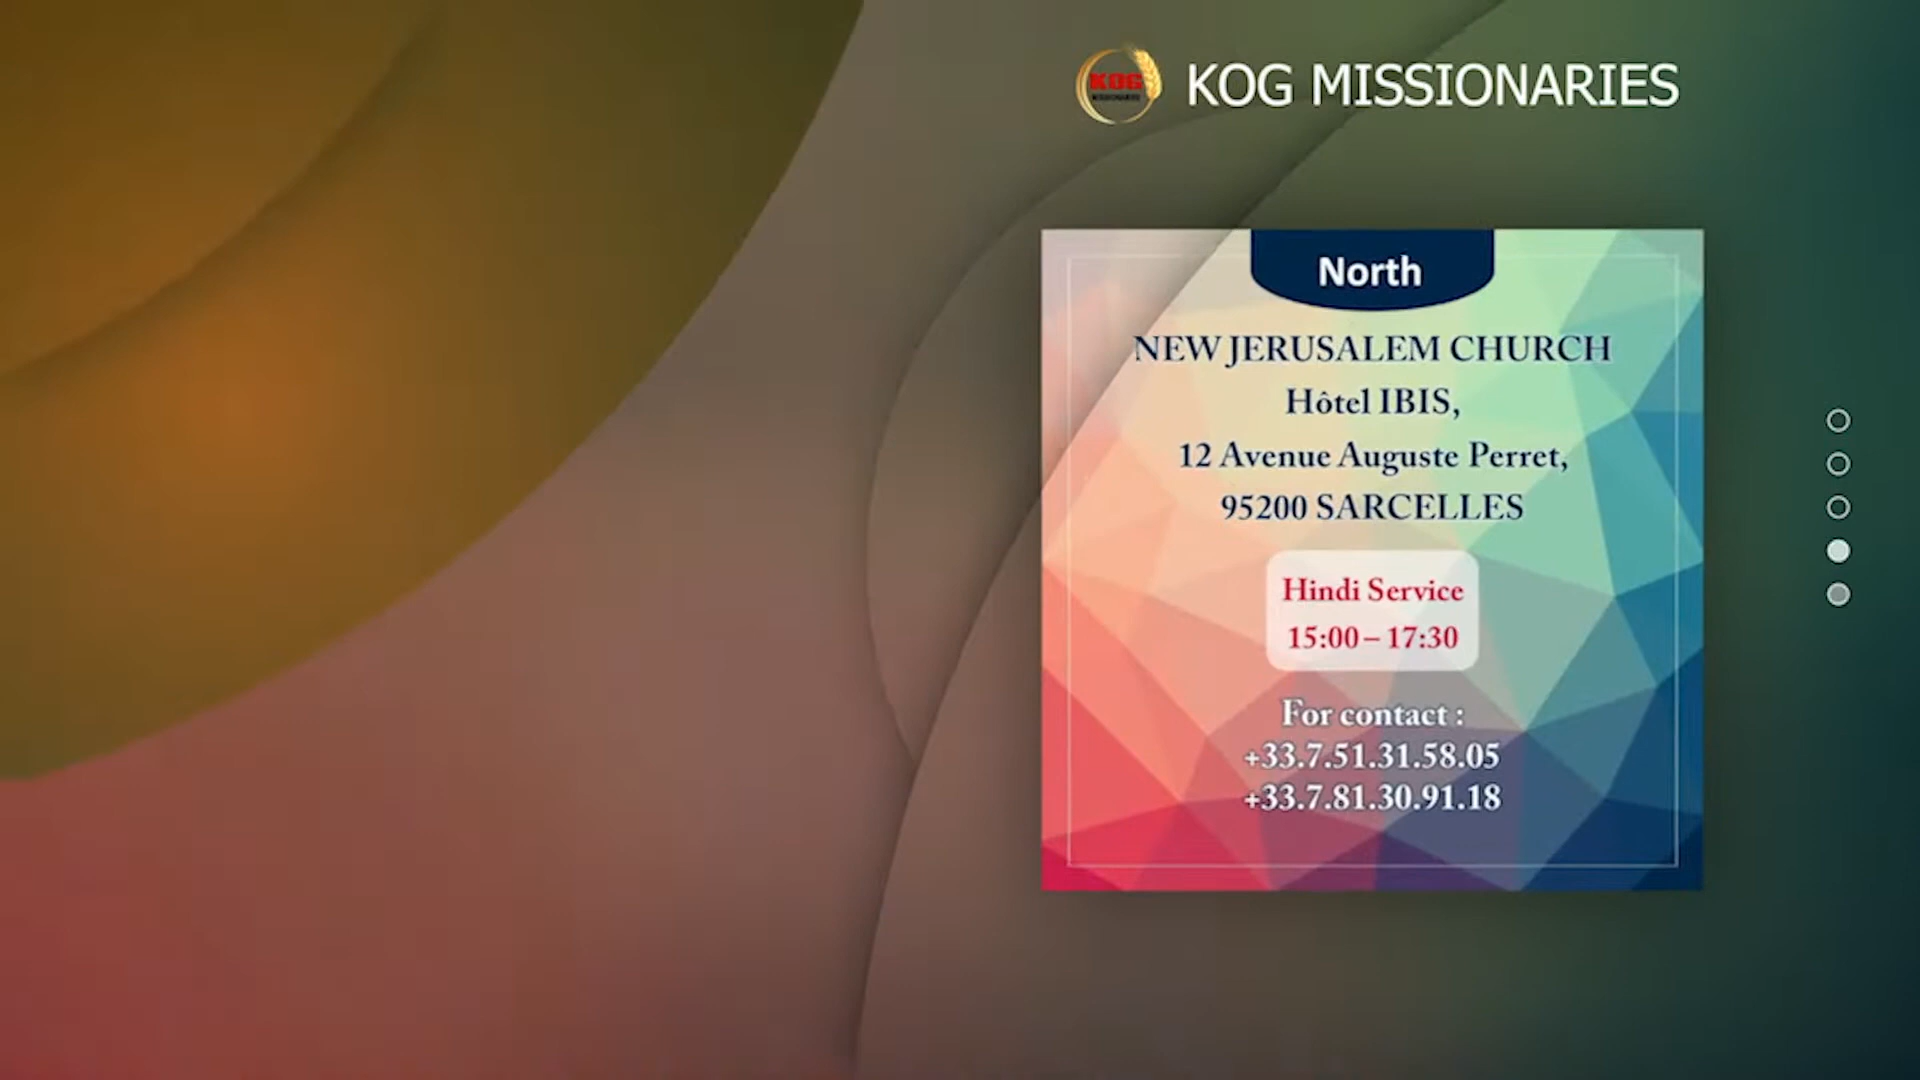 KOG
KOG MISSIONARIES
North
NEW JERUSALEM CHURCH
Hôtel IBIS,
12 Avenue Auguste Perret,
95200 SARCELLES
Hindi Service
15:00 – 17:30
For contact :
+33.7.51.31.58.05
+33.7.81.30.91.18